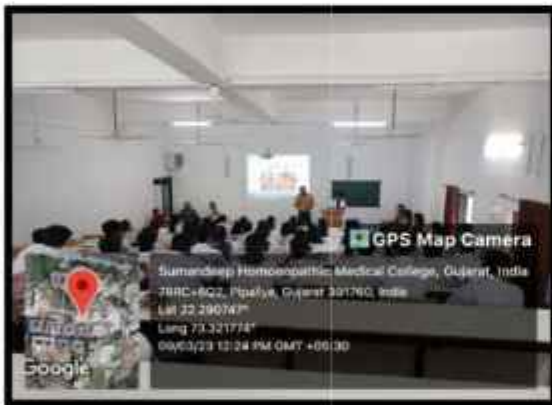 GPS Map Camera
Sumandeep Homoeopathic Medical College, Gujarat, India
Pipaliya, Gujarat 391760, India
Lat 22.290747°
Long 73.321774°
09/03/23 12:24 PM GMT +05:30
Google